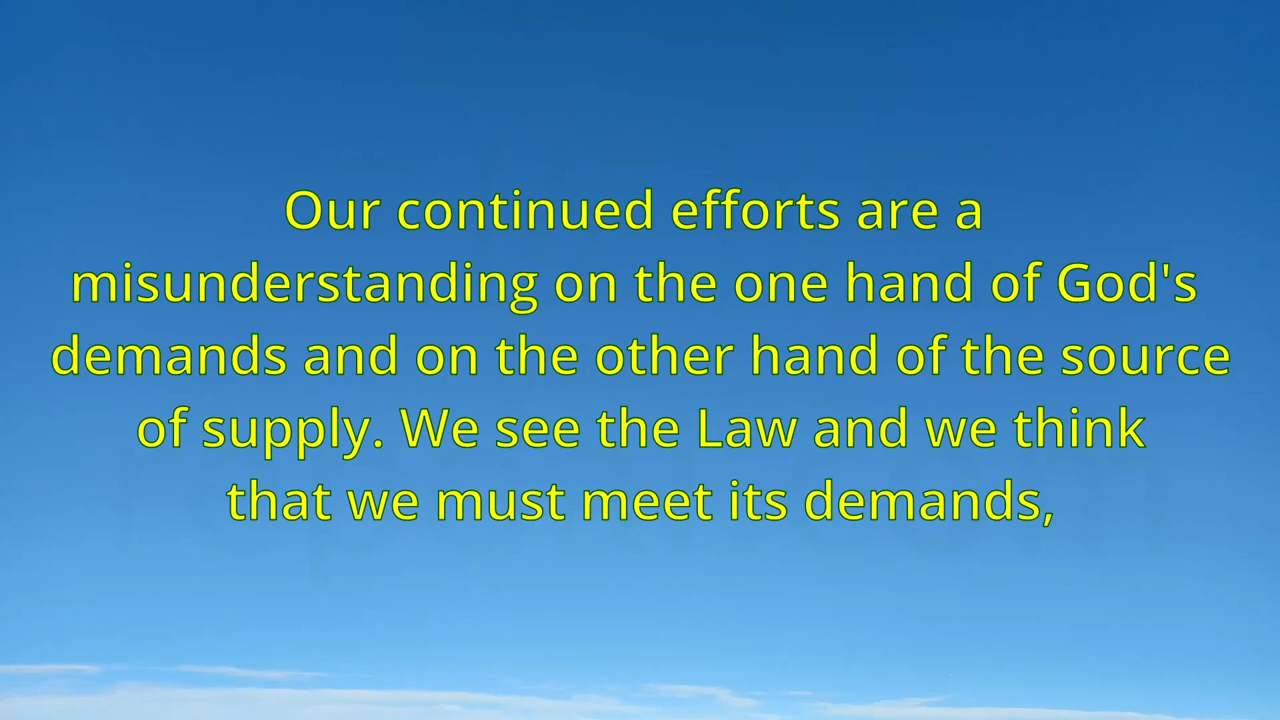 Our continued efforts are a
misunderstanding on the one hand of God's
demands and on the other hand of the source
of supply. We see the Law and we think
that we must meet its demands,